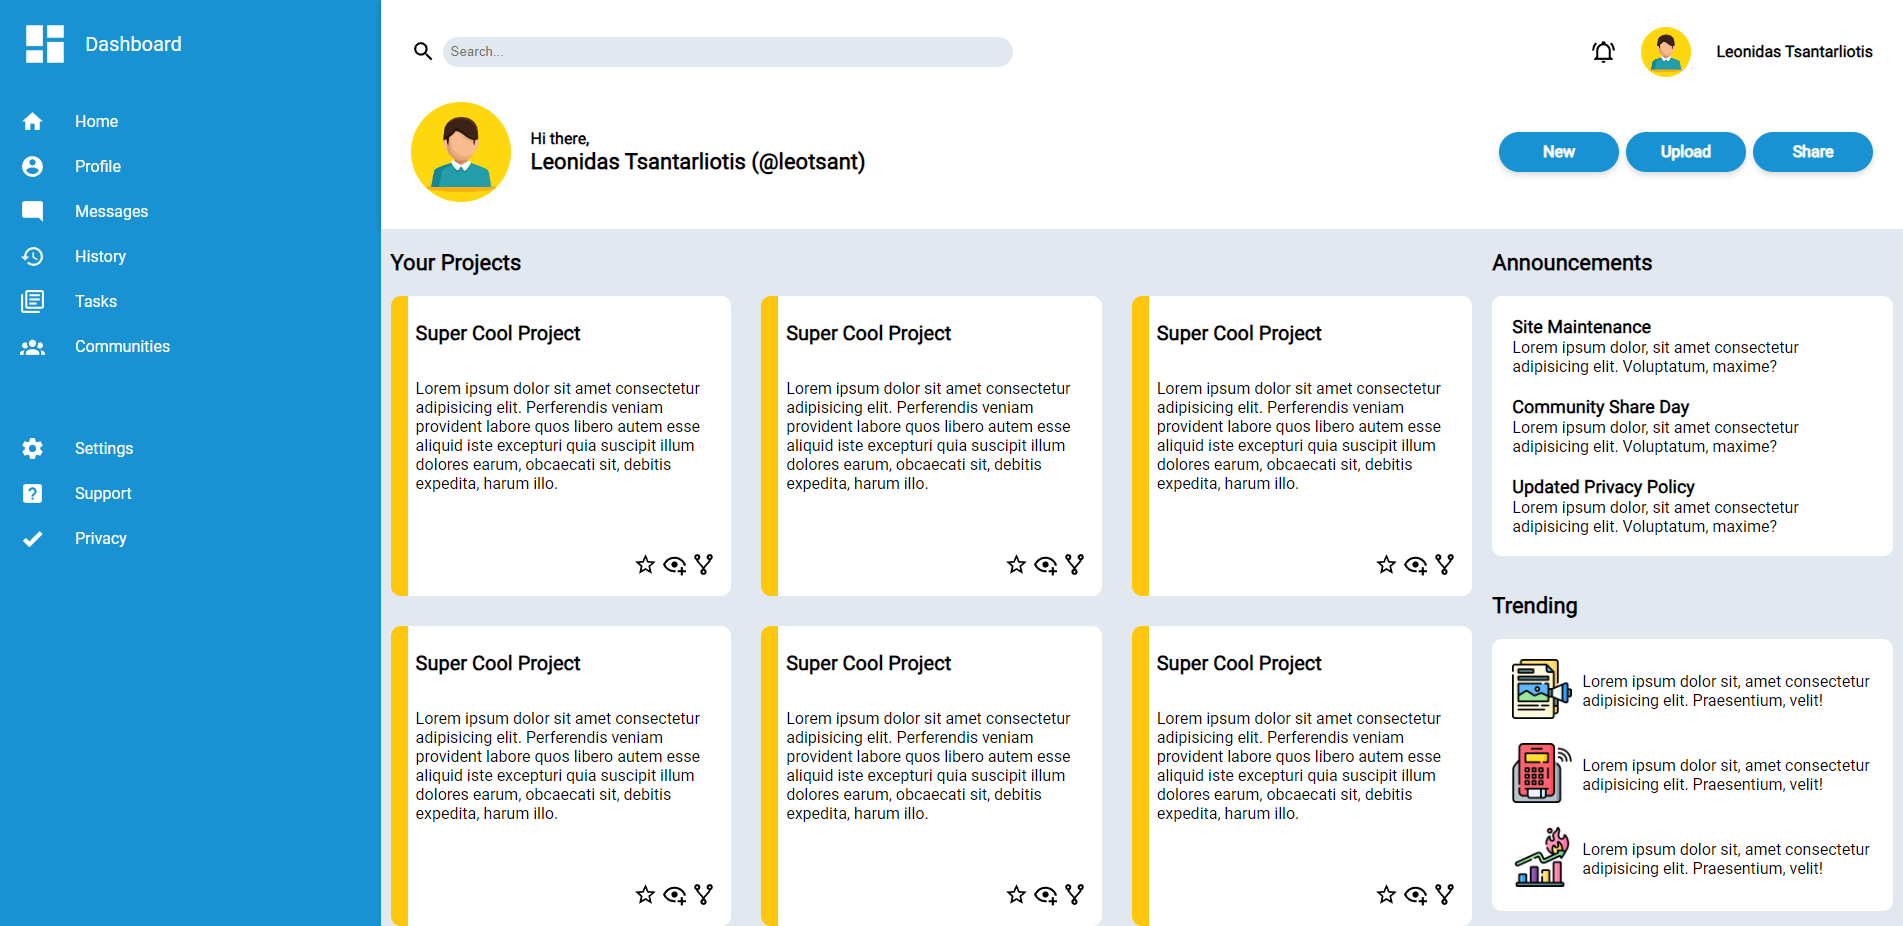 Dashboard
Home
Profile
Messages
History
Tasks
Communities
Settings
Support
Privacy
Search...
Leonidas Tsantarliotis
Hi there,
Leonidas Tsantarliotis (@leotsant)
New
Upload
Share
Your Projects
Super Cool Project
Lorem ipsum dolor sit amet consectetur
adipisicing elit. Perferendis veniam
provident labore quos libero autem esse
aliquid iste excepturi quia suscipit illum
dolores earum, obcaecati sit, debitis
expedita, harum illo.
Super Cool Project
Lorem ipsum dolor sit amet consectetur
adipisicing elit. Perferendis veniam
provident labore quos libero autem esse
aliquid iste excepturi quia suscipit illum
dolores earum, obcaecati sit, debitis
expedita, harum illo.
Super Cool Project
Lorem ipsum dolor sit amet consectetur
adipisicing elit. Perferendis veniam
provident labore quos libero autem esse
aliquid iste excepturi quia suscipit illum
dolores earum, obcaecati sit, debitis
expedita, harum illo.
Super Cool Project
Lorem ipsum dolor sit amet consectetur
adipisicing elit. Perferendis veniam
provident labore quos libero autem esse
aliquid iste excepturi quia suscipit illum
dolores earum, obcaecati sit, debitis
expedita, harum illo.
Super Cool Project
Lorem ipsum dolor sit amet consectetur
adipisicing elit. Perferendis veniam
provident labore quos libero autem esse
aliquid iste excepturi quia suscipit illum
dolores earum, obcaecati sit, debitis
expedita, harum illo.
Super Cool Project
Lorem ipsum dolor sit amet consectetur
adipisicing elit. Perferendis veniam
provident labore quos libero autem esse
aliquid iste excepturi quia suscipit illum
dolores earum, obcaecati sit, debitis
expedita, harum illo.
Announcements
Site Maintenance
Lorem ipsum dolor, sit amet consectetur
adipisicing elit. Voluptatum, maxime?
Community Share Day
Lorem ipsum dolor, sit amet consectetur
adipisicing elit. Voluptatum, maxime?
Updated Privacy Policy
Lorem ipsum dolor, sit amet consectetur
adipisicing elit. Voluptatum, maxime?
Trending
Lorem ipsum dolor sit, amet consectetur
adipisicing elit. Praesentium, velit!
Lorem ipsum dolor sit, amet consectetur
adipisicing elit. Praesentium, velit!
Lorem ipsum dolor sit, amet consectetur
adipisicing elit. Praesentium, velit!